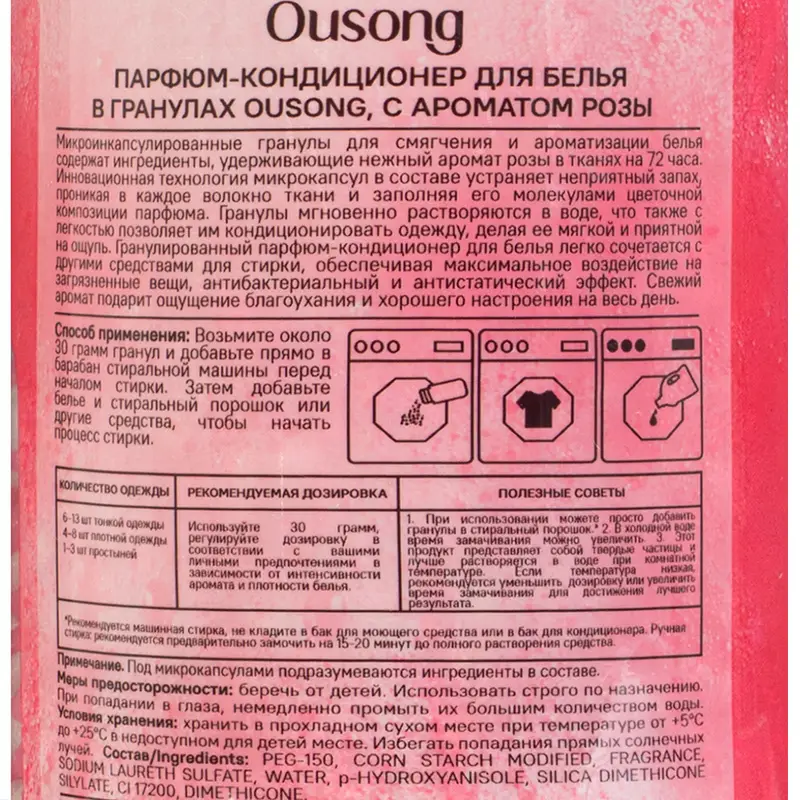 Ousong
ПАРФЮМ-КОНДИЦИОНЕР ДЛЯ БЕЛЬЯ
В ГРАНУЛАХ OUSONG, С АРОМАТОМ РОЗЫ
Микроинкапсулированные гранулы для смягчения и ароматизации белья
содержат ингредиенты, удерживающие нежный аромат розы в тканях на 72 часа.
Инновационная технология микрокапсул в составе устраняет неприятный запах,
проникая в каждое волокно ткани и заполняя его молекулами цветочной
композиции парфюма. Гранулы мгновенно растворяются в воде, что также с
легкостью позволяет им кондиционировать одежду, делая ее мягкой и приятной
на ощупь. Гранулированный парфюм-кондиционер для белья легко сочетается с
другими средствами для стирки, обеспечивая максимальное воздействие на
загрязненные вещи, антибактериальный и антистатический эффект. Свежий
аромат подарит ощущение благоухания и хорошего настроения на весь день.
Способ применения: Возьмите около
30 грамм гранул и добавьте прямо в
барабан стиральной машины перед
началом стирки. Затем добавьте
белье и стиральный порошок или
другие средства, чтобы начать
процесс стирки.
КОЛИЧЕСТВО ОДЕЖДЫ
6-13 шт тонкой одежды
4-8 шт плотной одежды
1-3 шт простыней
РЕКОМЕНДУЕМАЯ ДОЗИРОВКА
Используйте 30 грамм,
регулируйте дозировку в
соответствии с вашими
личными предпочтениями в
зависимости от интенсивности
аромата и плотности белья.
ПОЛЕЗНЫЕ СОВЕТЫ
1. При использовании можете просто добавить
гранулы в стиральный порошок.* 2. В холодной воде
время замачивания можно увеличить. 3. Этот
продукт представляет собой твердые частицы и
лучше растворяется в воде при комнатной
температуре. Если температура низкая,
рекомендуется уменьшить дозировку или увеличить
время замачивания для достижения лучшего
результата.
*Рекомендуется машинная стирка, не кладите в бак для моющего средства или в бак для кондиционера. Ручная
стирка: рекомендуется предварительно замочить на 15-20 минут до полного растворения средства.
Примечание. Под микрокапсулами подразумеваются ингредиенты в составе.
Меры предосторожности: беречь от детей. Использовать строго по назначению.
При попадании в глаза, немедленно промыть их большим количеством воды.
Условия хранения: хранить в прохладном сухом месте при температуре от +5°C
до +25°C в недоступном для детей месте. Избегать попадания прямых солнечных
лучей. Состав/Ingredients: PEG-150, CORN STARCH MODIFIED, FRAGRANCE,
SODIUM LAURETH SULFATE, WATER, p-HYDROXYANISOLE, SILICA DIMETHICONE
SILYLATE, CI 17200, DIMETHICONE.